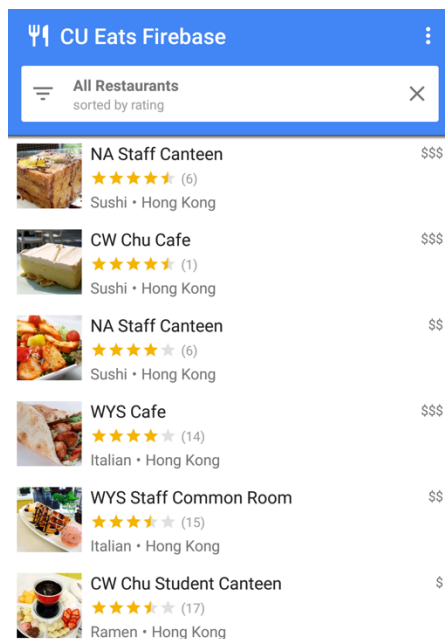 CU Eats Firebase
All Restaurants
sorted by rating
NA Staff Canteen $$$
(6)
Sushi • Hong Kong
CW Chu Cafe $$$
(1)
Sushi • Hong Kong
NA Staff Canteen $$
(6)
Sushi • Hong Kong
WYS Cafe $$$
(14)
Italian • Hong Kong
WYS Staff Common Room $$
(15)
Italian • Hong Kong
CW Chu Student Canteen $
(17)
Ramen • Hong Kong